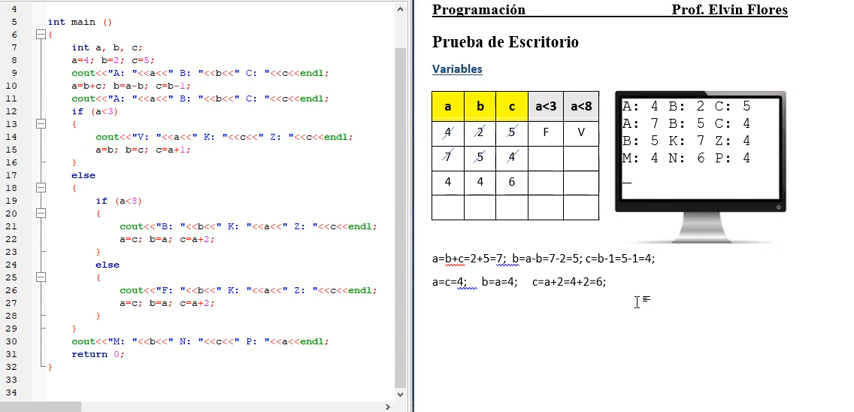 4
5 int main ()
6 {
7 int a, b, c;
8 a=4; b=2; c=5;
9 cout<<"A: "<<a<<" B: "<<b<<" C: "<<c<<endl;
10 a=b+c; b=a-b; c=b-1;
11 cout<<"A: "<<a<<" B: "<<b<<" C: "<<c<<endl;
12 if (a<3)
13 {
14 cout<<"V: "<<a<<" K: "<<c<<" Z: "<<c<<endl;
15 a=b; b=c; c=a+1;
16 }
17 else
18 {
19 if (a<8)
20 {
21 cout<<"B: "<<b<<" K: "<<a<<" Z: "<<c<<endl;
22 a=c; b=a; c=a+2;
23 }
24 else
25 {
26 cout<<"F: "<<b<<" K: "<<a<<" Z: "<<c<<endl;
27 a=c; b=a; c=a+2;
28 }
29 }
30 cout<<"M: "<<b<<" N: "<<c<<" P: "<<a<<endl;
31 return 0;
32 }
33
34
Programación Prof. Elvin Flores
Prueba de Escritorio
Variables
a b c a<3 a<8
4 2 5 F V
7 5 4
4 4 6
A: 4 B: 2 C: 5
A: 7 B: 5 C: 4
B: 5 K: 7 Z: 4
M: 4 N: 6 P: 4
a=b+c=2+5=7; b=a-b=7-2=5; c=b-1=5-1=4;
a=c=4; b=a=4; c=a+2=4+2=6;